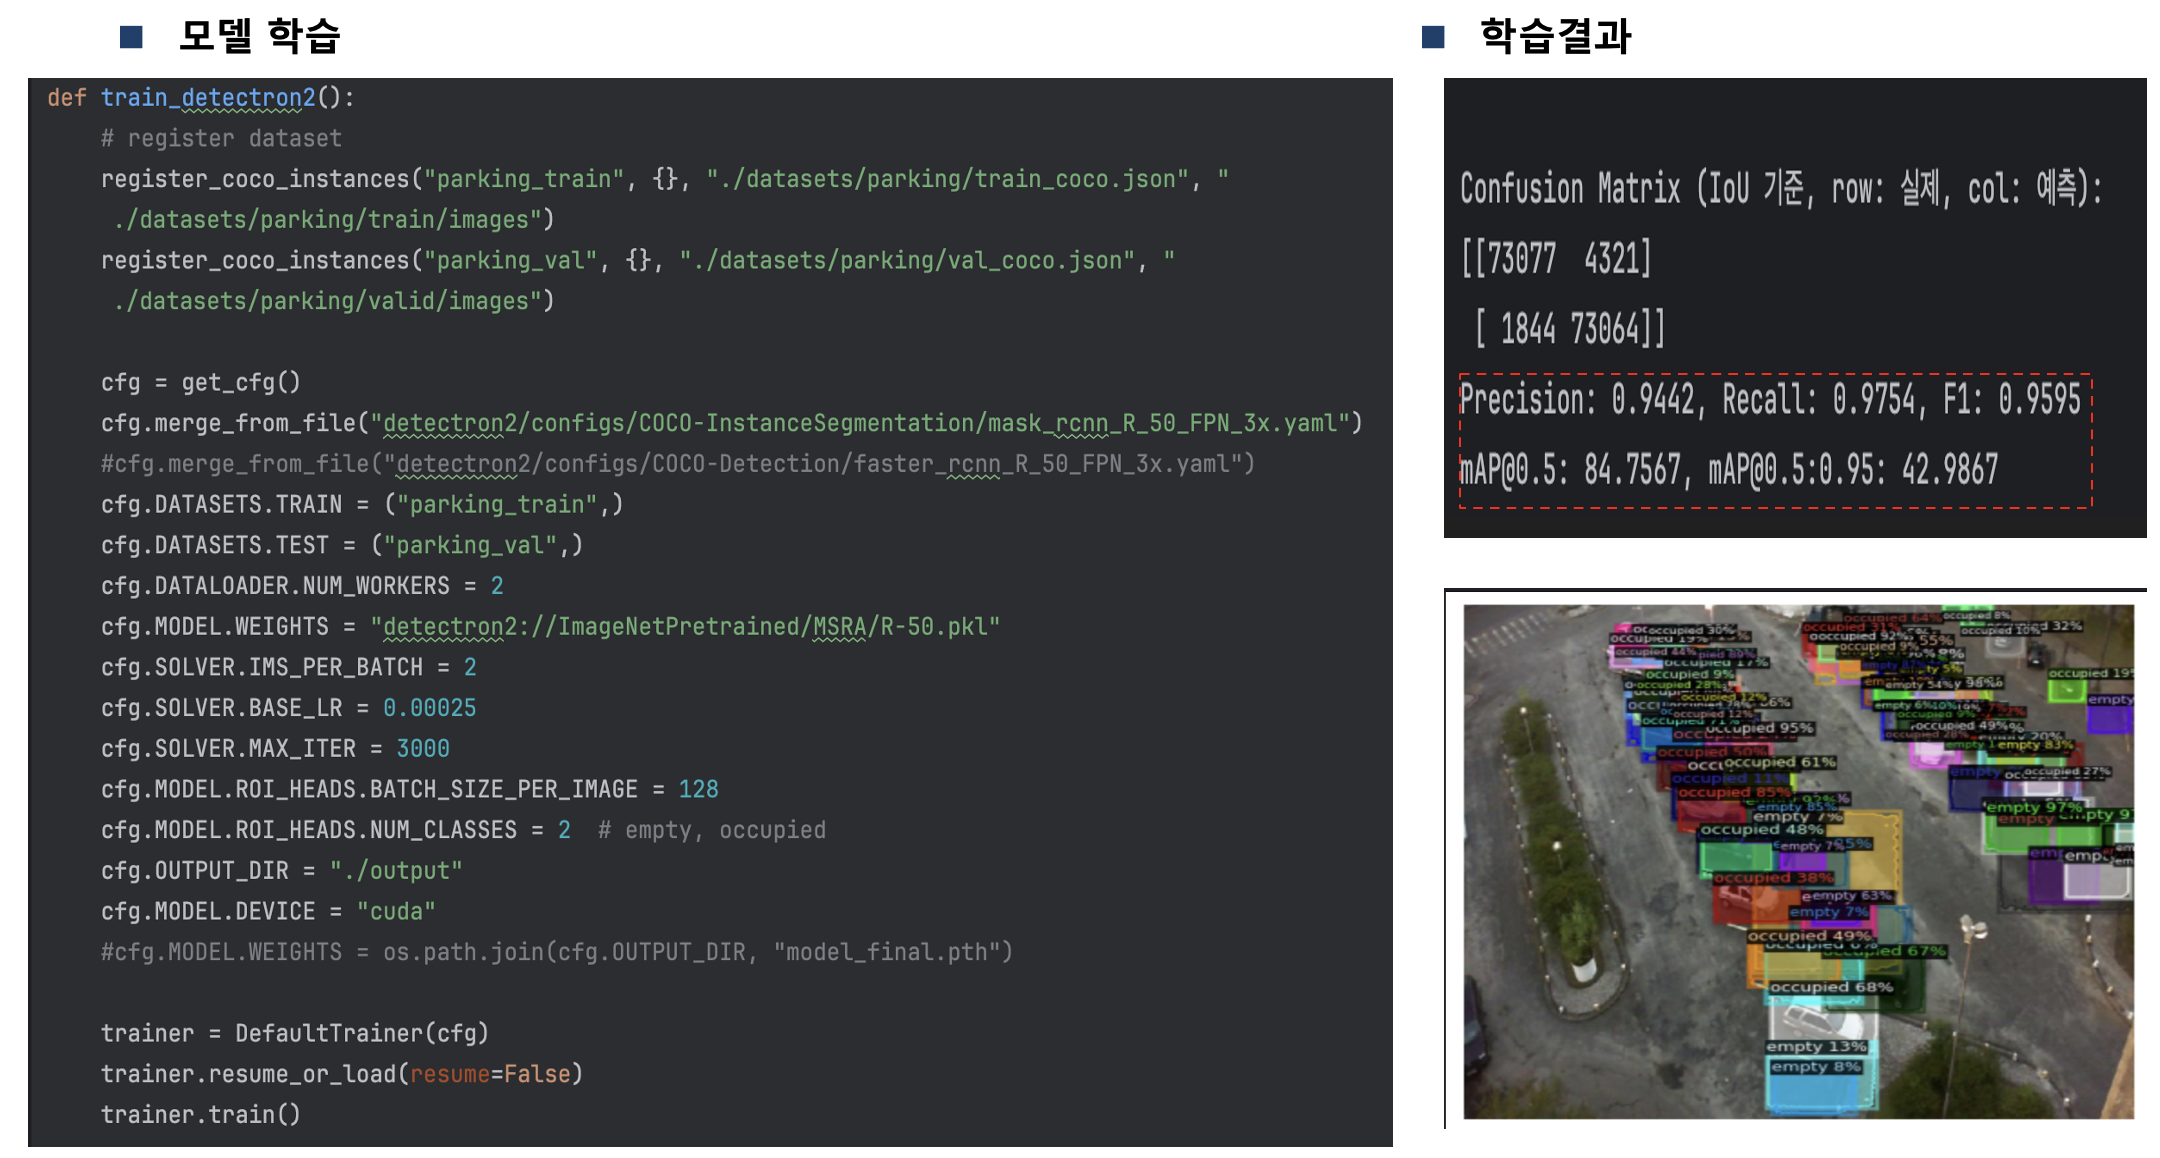 모델 학습
def train_detectron2():
# register dataset
register_coco_instances("parking_train", {}, "./datasets/parking/train_coco.json", "
./datasets/parking/train/images")
register_coco_instances("parking_val", {}, "./datasets/parking/val_coco.json", "
./datasets/parking/valid/images")
cfg = get_cfg()
cfg.merge_from_file("detectron2/configs/COCO-InstanceSegmentation/mask_rcnn_R_50_FPN_3x.yaml")
#cfg.merge_from_file("detectron2/configs/COCO-Detection/faster_rcnn_R_50_FPN_3x.yaml")
cfg.DATASETS.TRAIN = ("parking_train",)
cfg.DATASETS.TEST = ("parking_val",)
cfg.DATALOADER.NUM_WORKERS = 2
cfg.MODEL.WEIGHTS = "detectron2://ImageNetPretrained/MSRA/R-50.pkl"
cfg.SOLVER.IMS_PER_BATCH = 2
cfg.SOLVER.BASE_LR = 0.00025
cfg.SOLVER.MAX_ITER = 3000
cfg.MODEL.ROI_HEADS.BATCH_SIZE_PER_IMAGE = 128
cfg.MODEL.ROI_HEADS.NUM_CLASSES = 2  # empty, occupied
cfg.OUTPUT_DIR = "./output"
cfg.MODEL.DEVICE = "cuda"
#cfg.MODEL.WEIGHTS = os.path.join(cfg.OUTPUT_DIR, "model_final.pth")
trainer = DefaultTrainer(cfg)
trainer.resume_or_load(resume=False)
trainer.train()
학습결과
Confusion Matrix (IoU 기준, row: 실제, col: 예측):
[[73077  4321]
[ 1844 73064]]
Precision: 0.9442, Recall: 0.9754, F1: 0.9595
mAP@0.5: 84.7567, mAP@0.5:0.95: 42.9867
occupied 30%
occupied 64%
occupied 8%
occupied 31%
occupied 10%
32%
occupied 92%
55%
occupied 9%
occupied 44%
occupied 17%
occupied 9%
occupied 28%
occupied 19%
empty
occupied 12%
occupied 95%
occupied 49%
occupied 50%
20%
empty 83%
occupied 61%
occupied 11%
occupied 27%
occupied 85%
empty 85%
empty 97%
empty 7%
occupied 48%
empty 7%
occupied 38%
empty 63%
empty 7%
occupied 49%
occupied 67%
occupied 68%
empty 13%
empty 8%